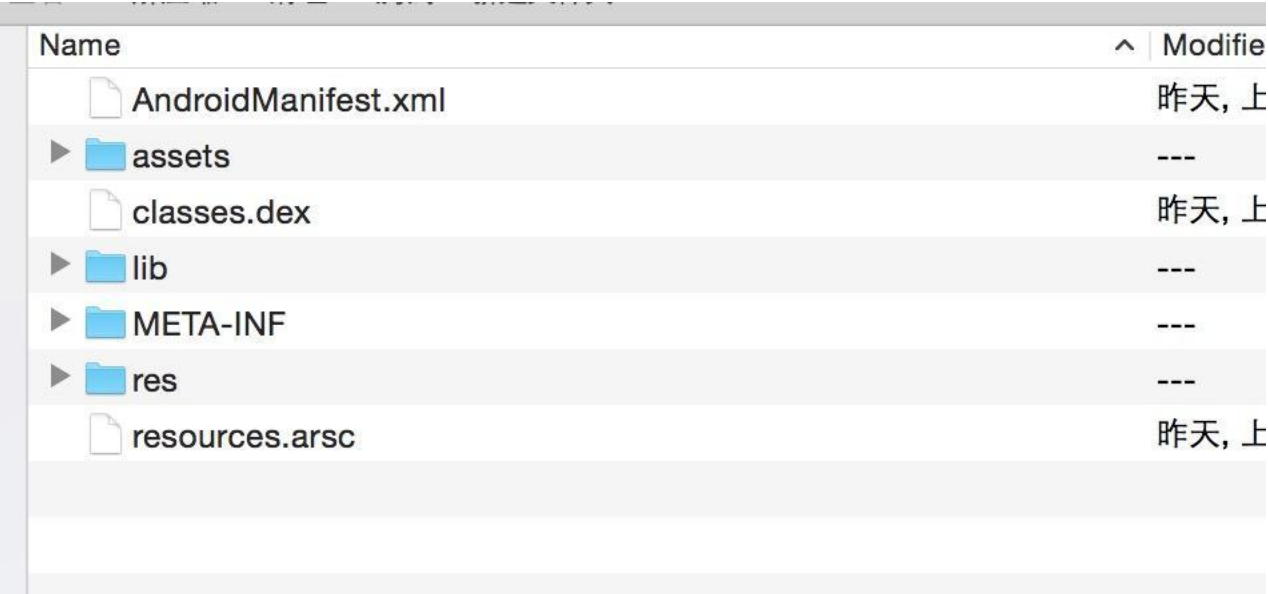 Name Modifie
AndroidManifest.xml 昨天, 上
assets ---
classes.dex 昨天, 上
lib ---
META-INF ---
res ---
resources.arsc 昨天, 上